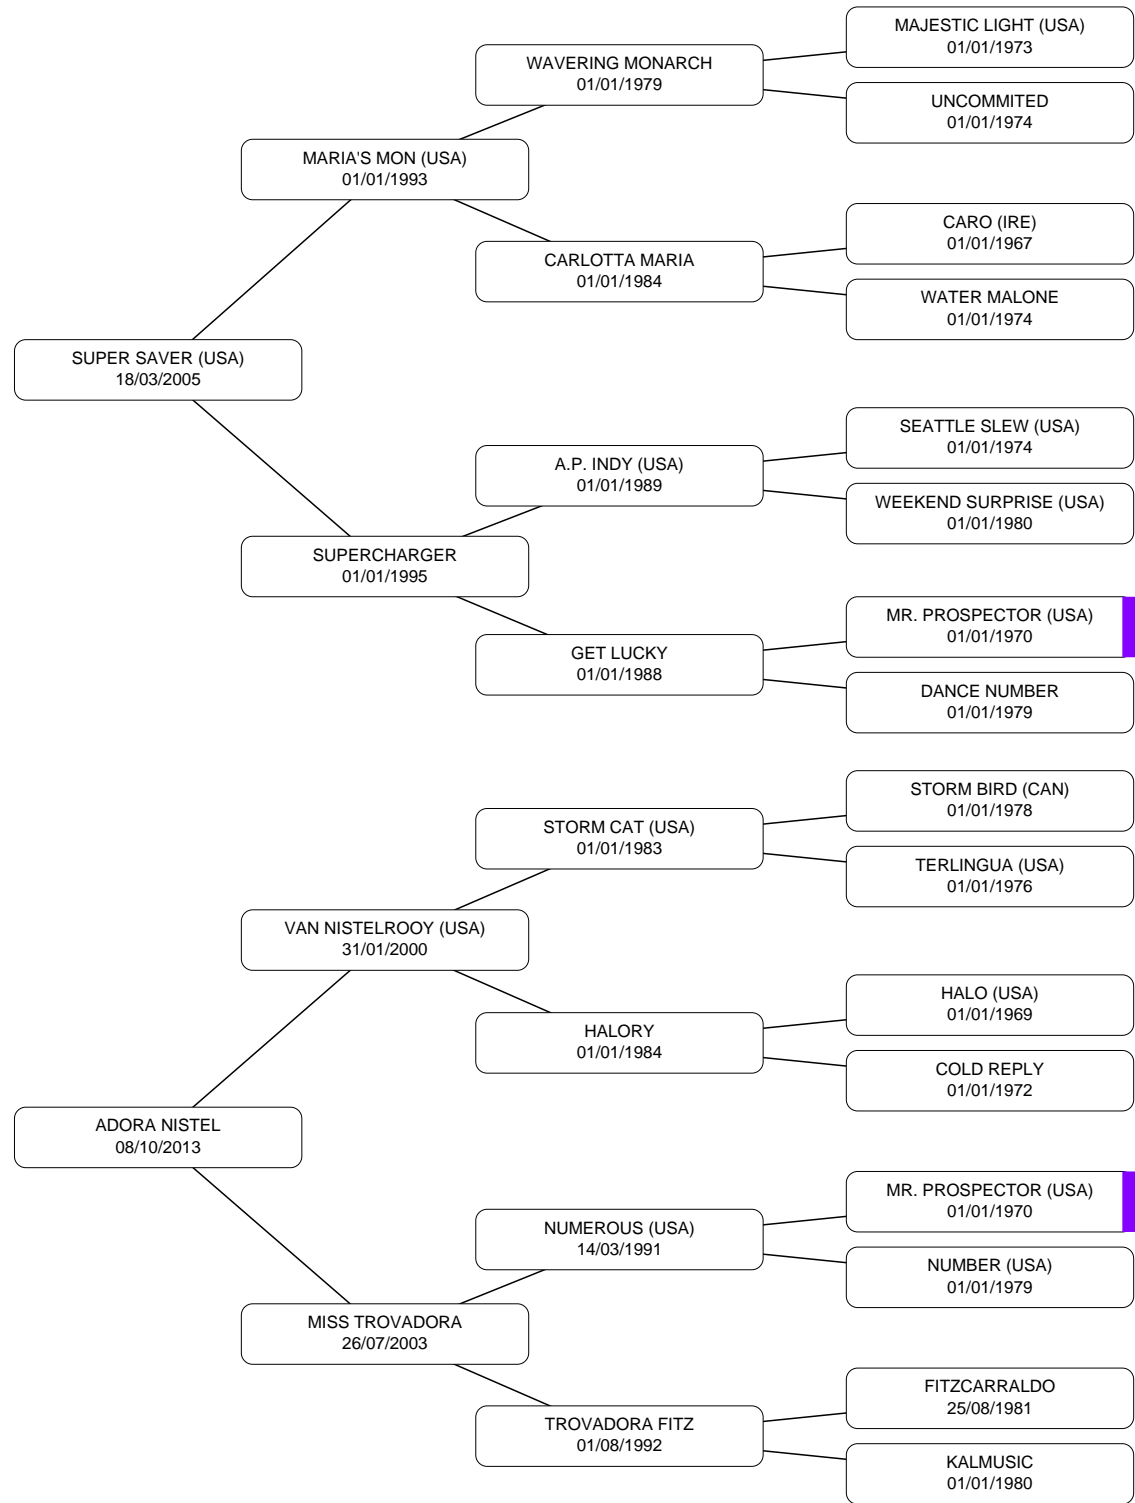 MAJESTIC LIGHT (USA)
01/01/1973
WAVERING MONARCH
01/01/1979
UNCOMMITED
01/01/1974
MARIA'S MON (USA)
01/01/1993
CARO (IRE)
01/01/1967
CARLOTTA MARIA
01/01/1984
WATER MALONE
01/01/1974
SUPER SAVER (USA)
18/03/2005
SEATTLE SLEW (USA)
01/01/1974
A.P. INDY (USA)
01/01/1989
WEEKEND SURPRISE (USA)
01/01/1980
SUPERCHARGER
01/01/1995
MR. PROSPECTOR (USA)
01/01/1970
GET LUCKY
01/01/1988
DANCE NUMBER
01/01/1979
STORM BIRD (CAN)
01/01/1978
STORM CAT (USA)
01/01/1983
TERLINGUA (USA)
01/01/1976
VAN NISTELROOY (USA)
31/01/2000
HALO (USA)
01/01/1969
HALORY
01/01/1984
COLD REPLY
01/01/1972
ADORA NISTEL
08/10/2013
MR. PROSPECTOR (USA)
01/01/1970
NUMEROUS (USA)
14/03/1991
NUMBER (USA)
01/01/1979
MISS TROVADORA
26/07/2003
FITZCARRALDO
25/08/1981
TROVADORA FITZ
01/08/1992
KALMUSIC
01/01/1980